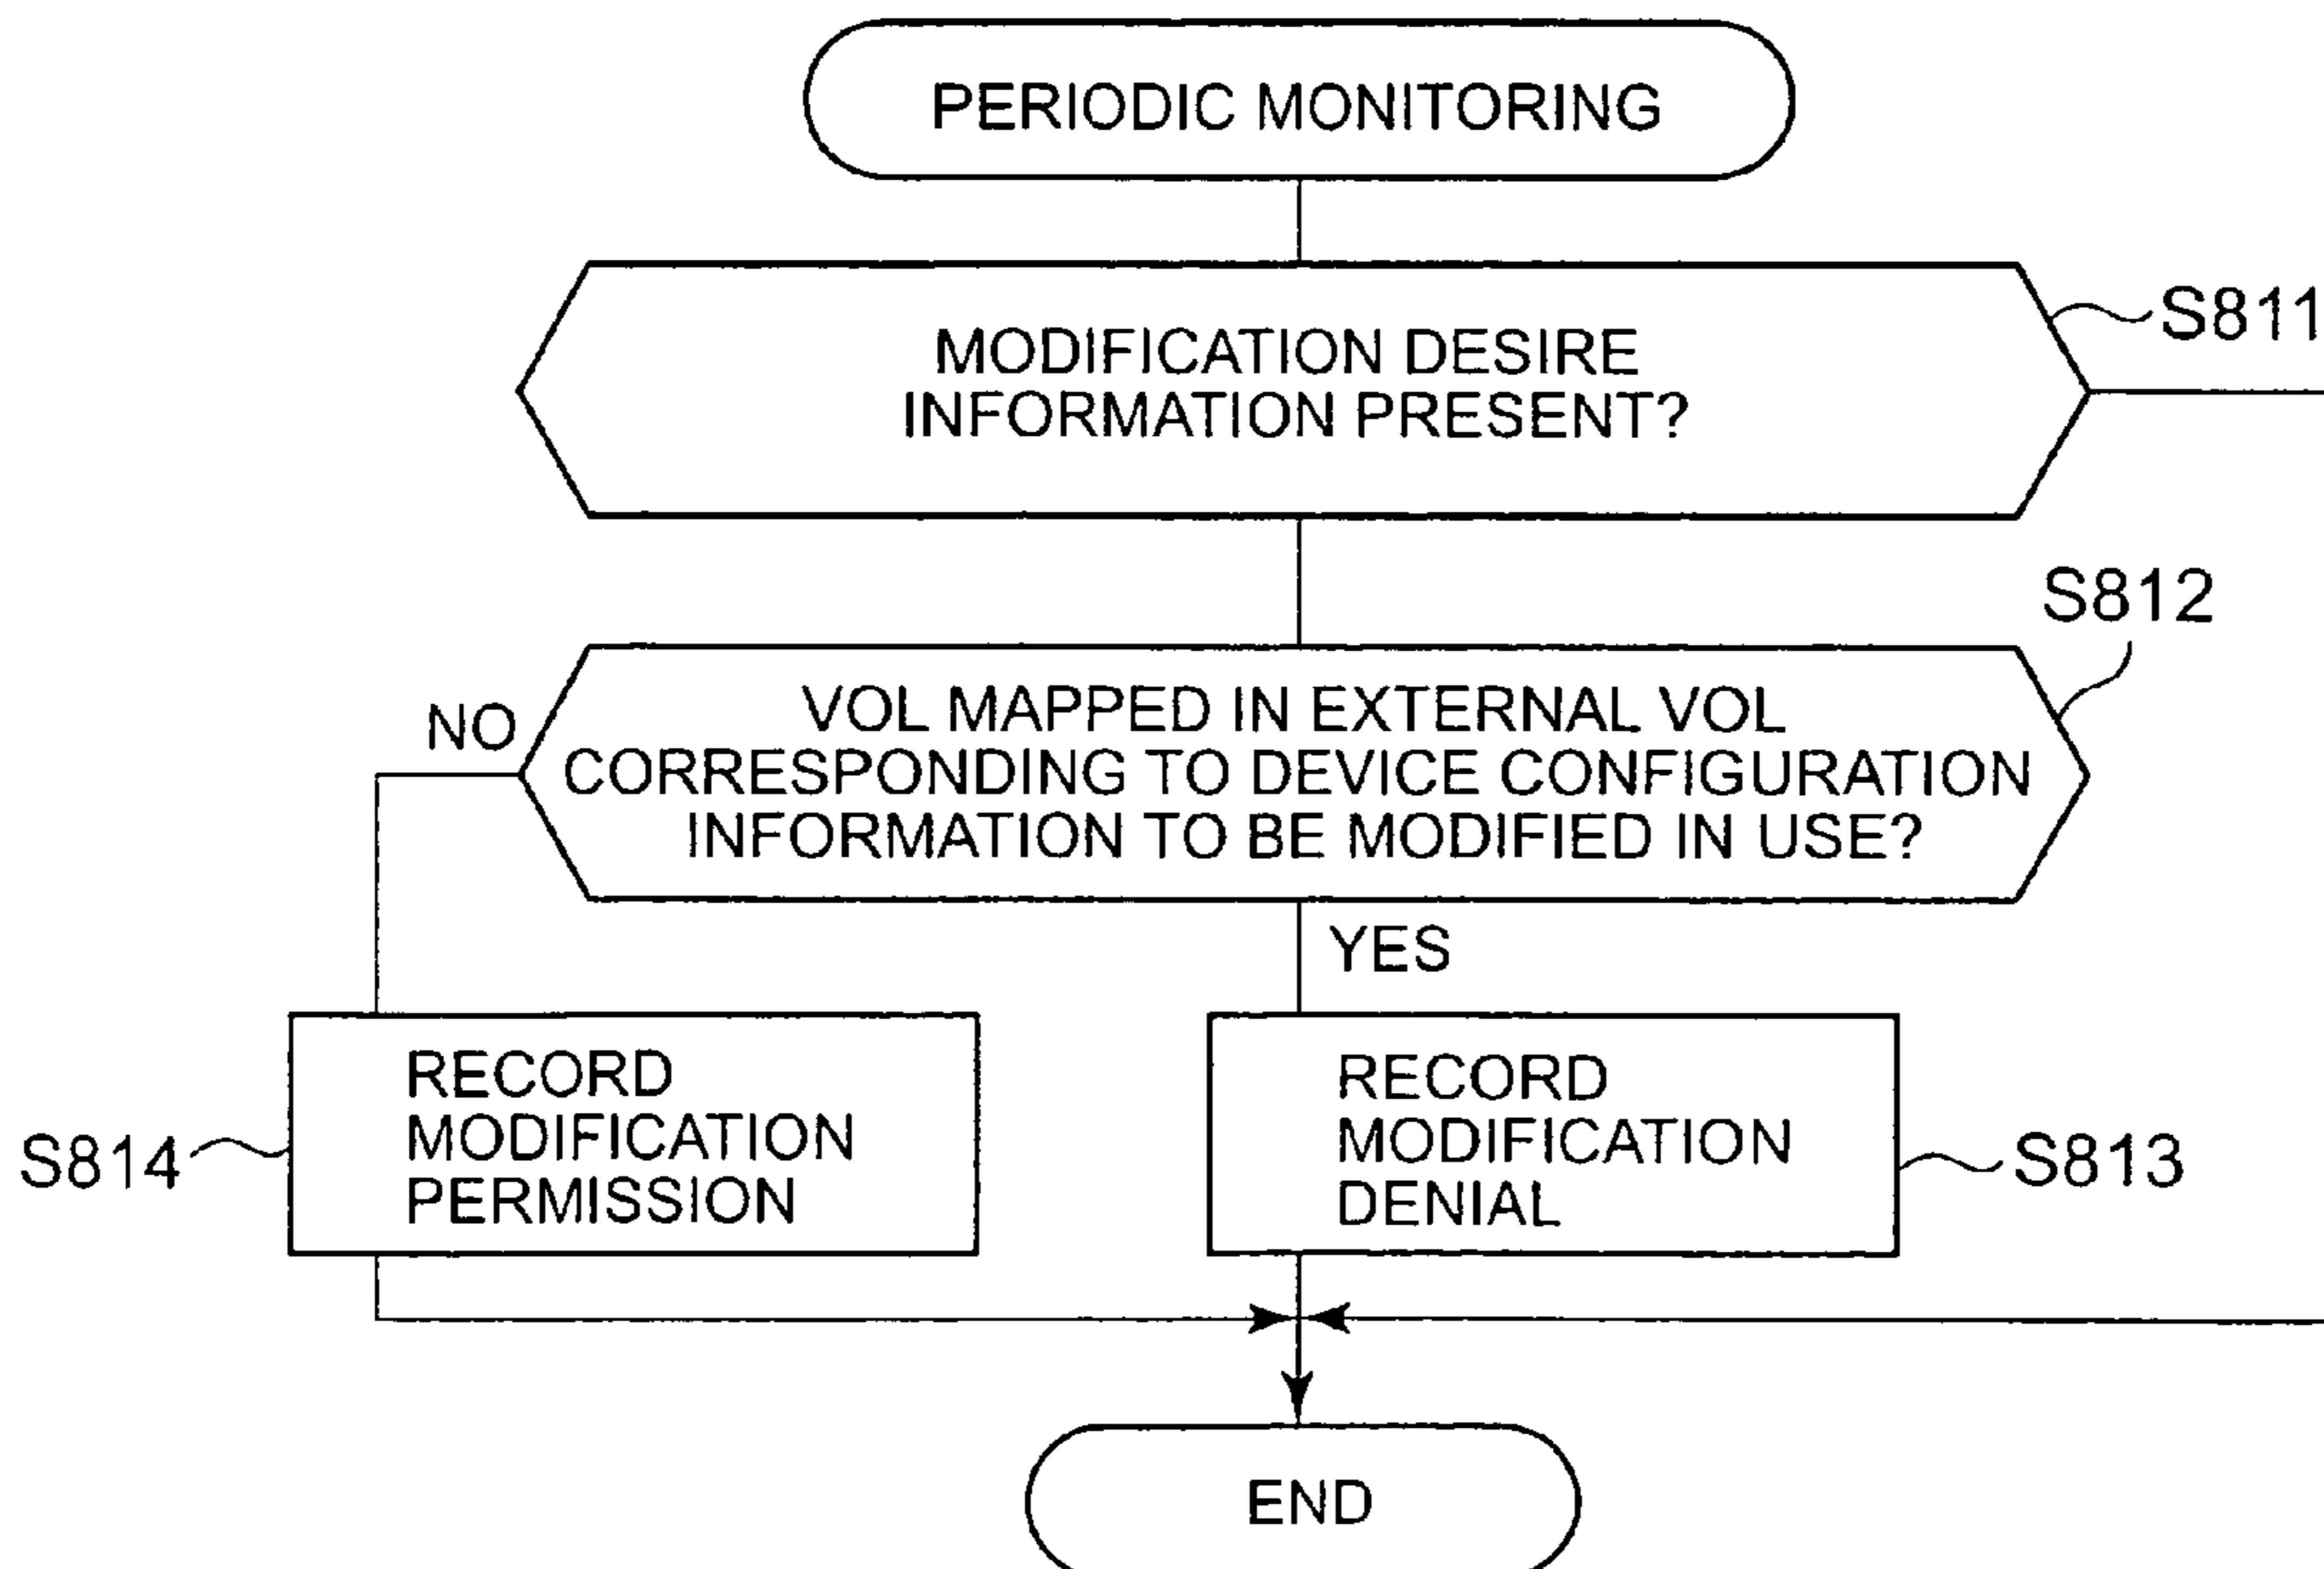 PERIODIC MONITORING
MODIFICATION DESIRE
INFORMATION PRESENT?
S811
S812
NO
VOL MAPPED IN EXTERNAL VOL
CORRESPONDING TO DEVICE CONFIGURATION
INFORMATION TO BE MODIFIED IN USE?
YES
RECORD
MODIFICATION
PERMISSION
S814
RECORD
MODIFICATION
DENIAL
S813
END